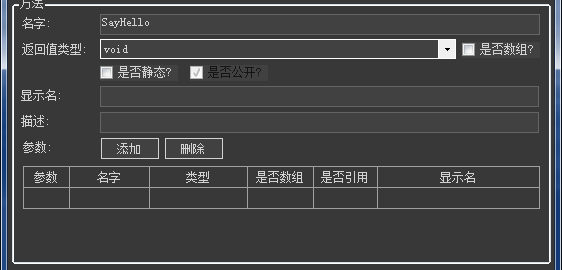 方法
名字: SayHello
返回值类型: void 是否数组?
是否静态? 是否公开?
显示名:
描述:
参数: 添加 删除
参数 名字 类型 是否数组 是否引用 显示名